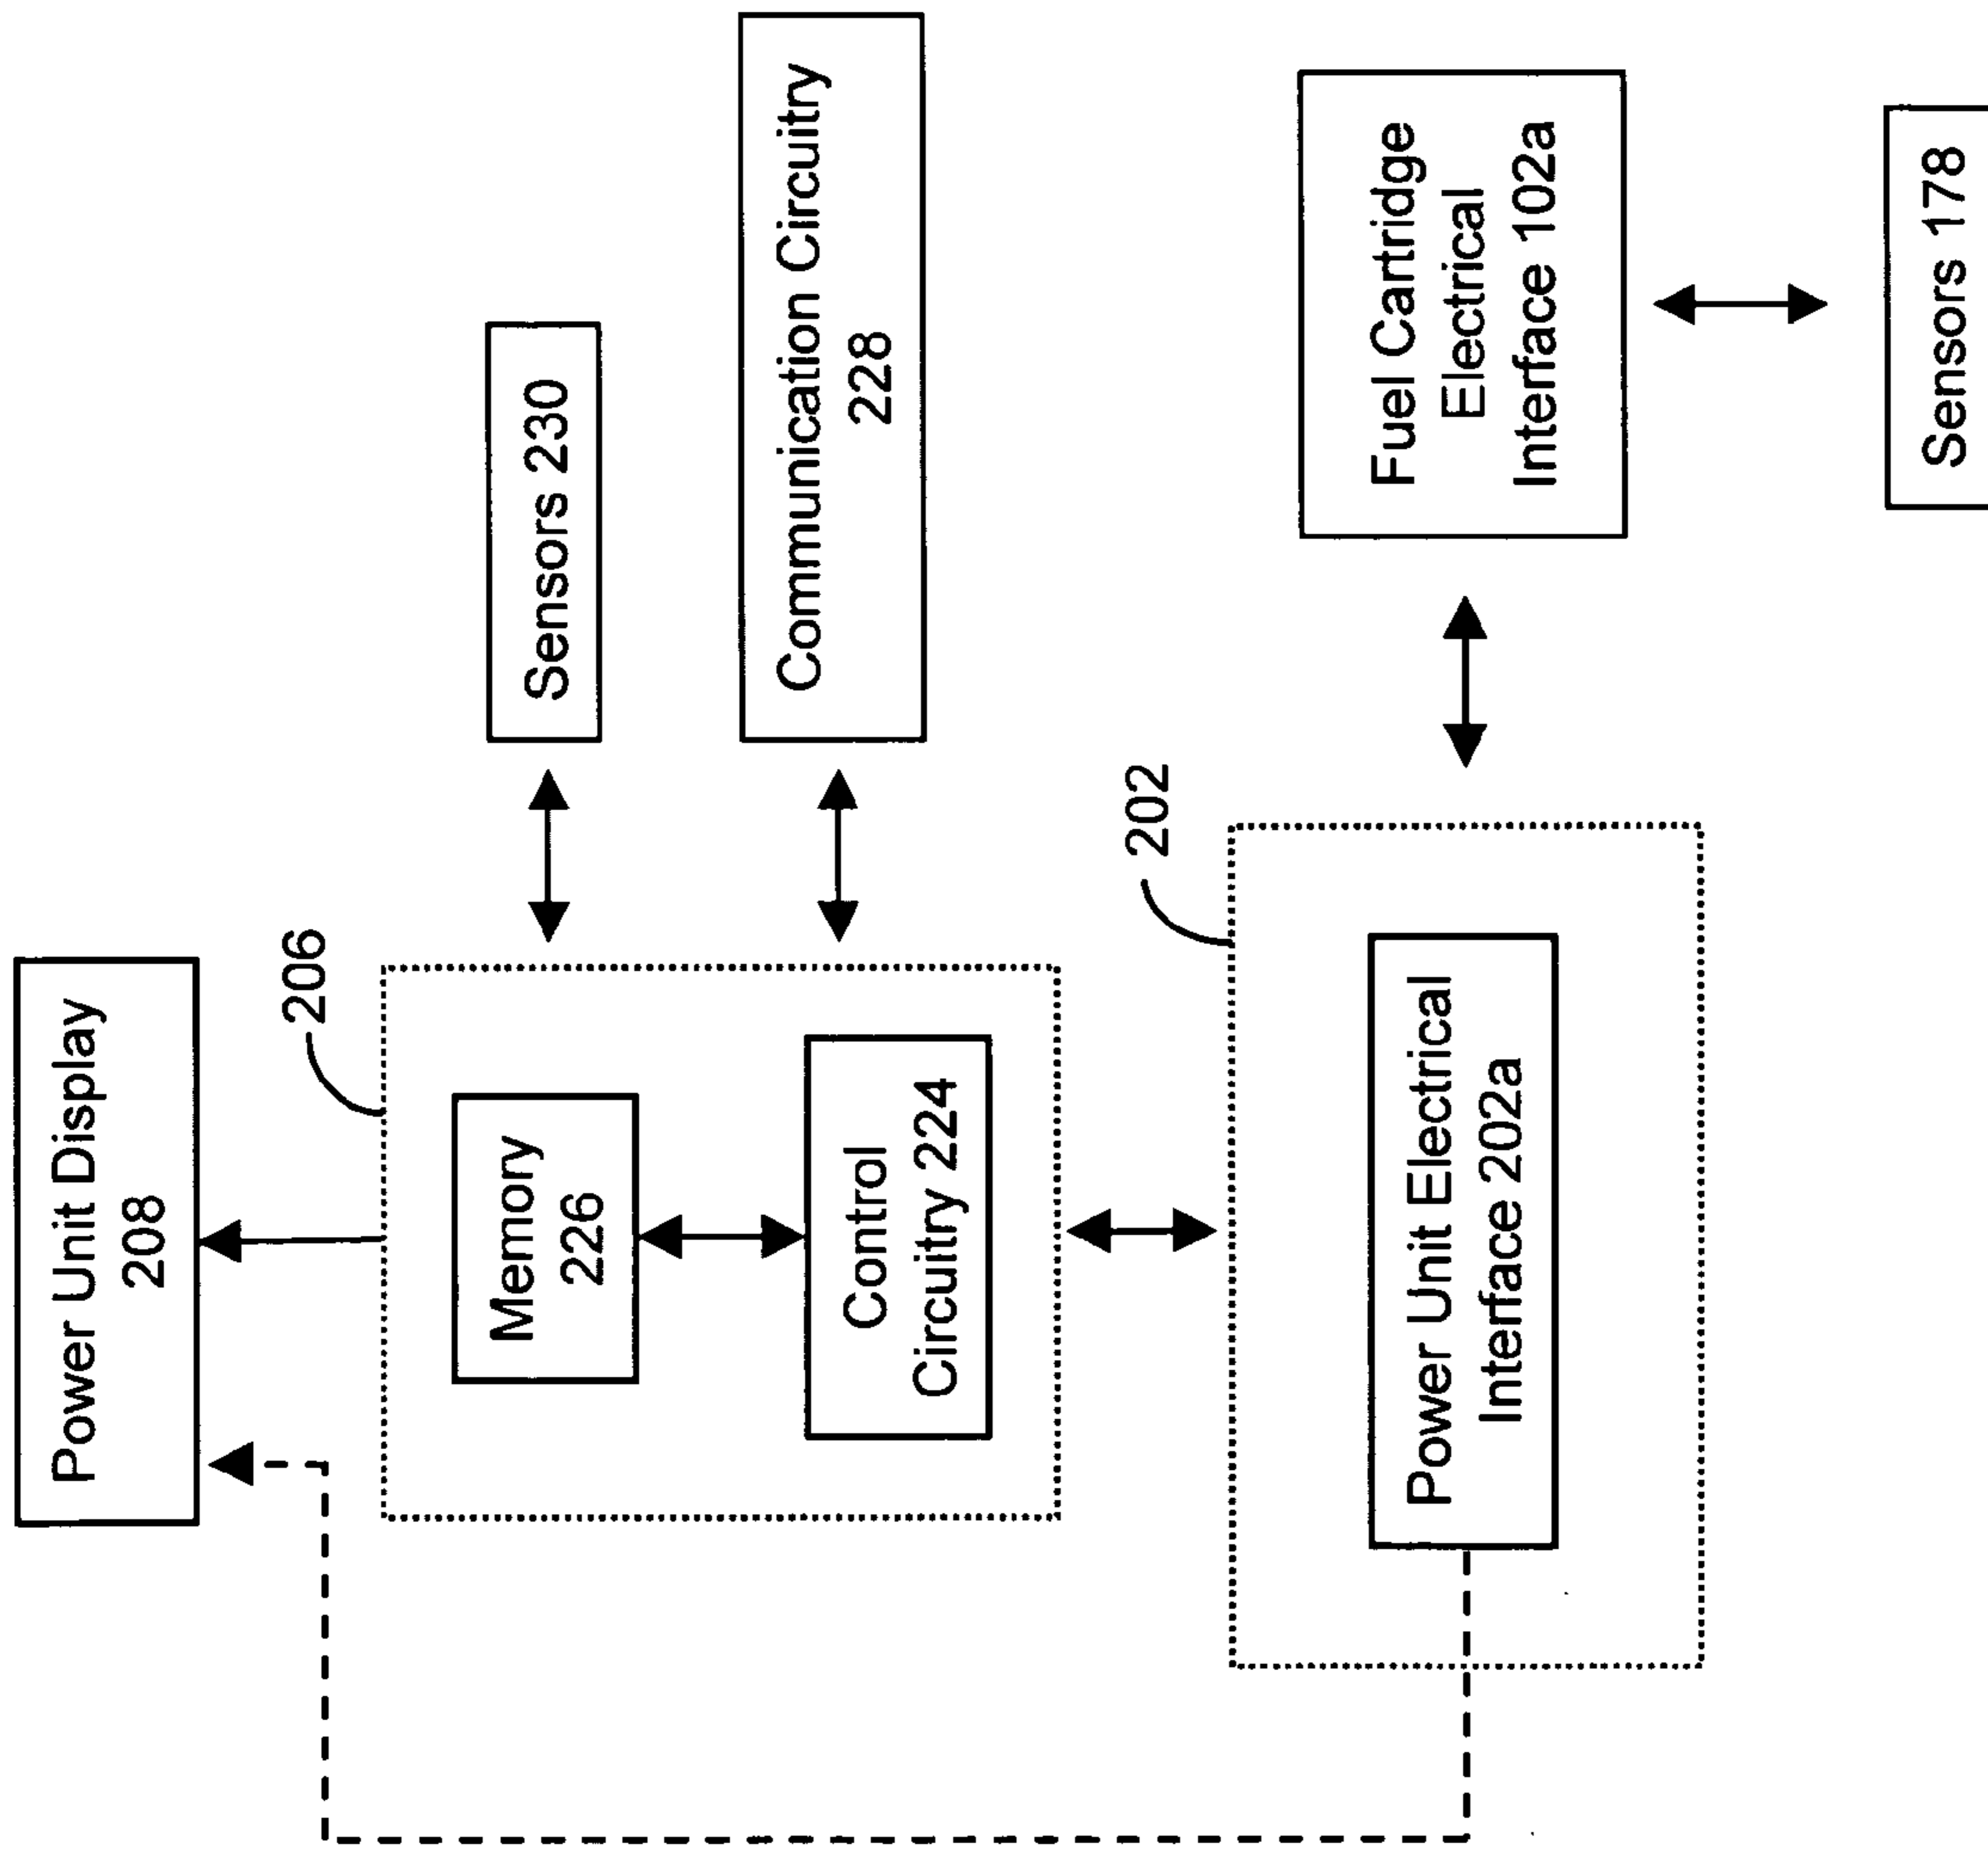 Power Unit Display
208
206
Memory
226
Control
Circuitry 224
Sensors 230
Communication Circuitry
228
202
Power Unit Electrical
Interface 202a
Fuel Cartridge
Electrical
Interface 102a
Sensors 178